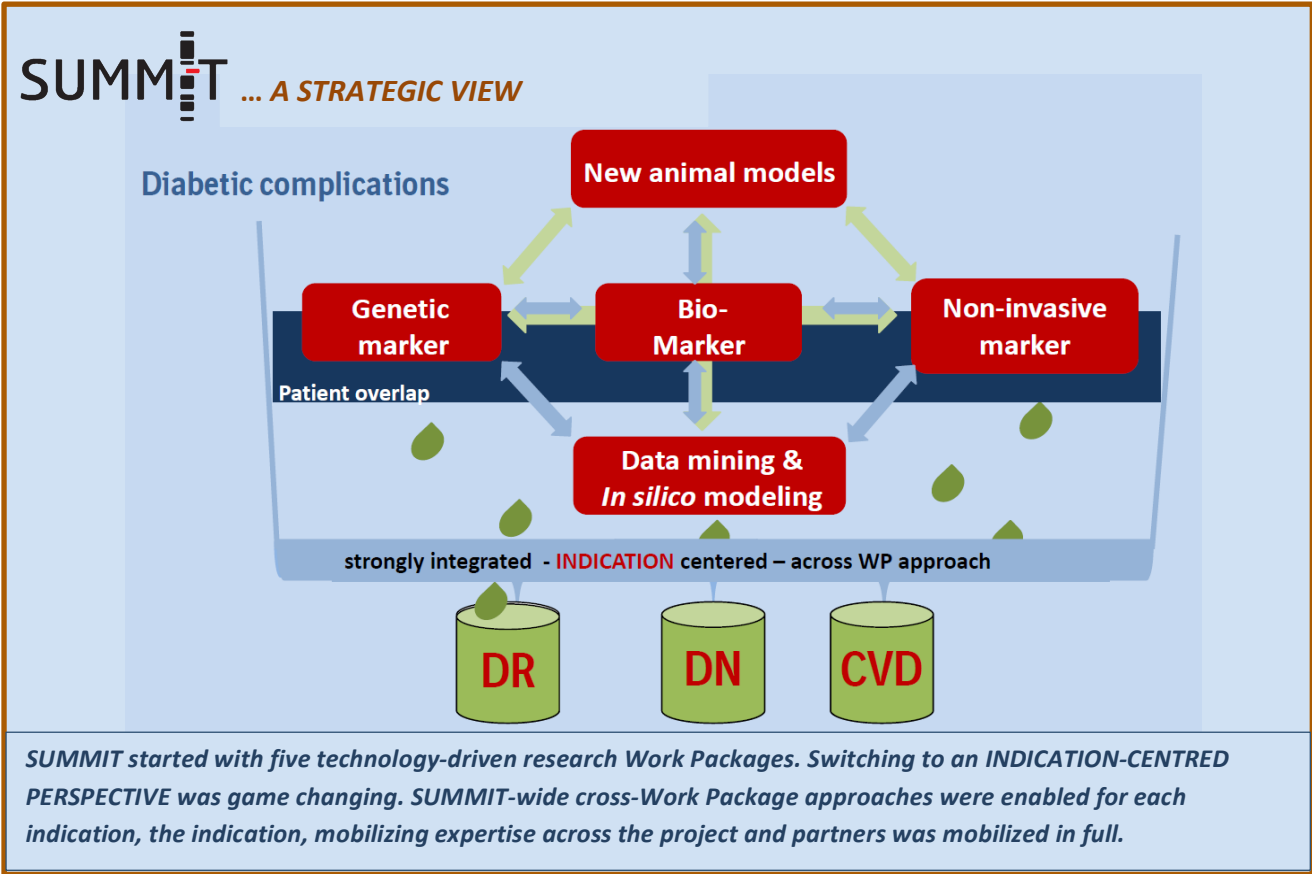 SUMMIT ... A STRATEGIC VIEW
Diabetic complications
New animal models
Genetic
marker
Bio-
Marker
Non-invasive
marker
Patient overlap
Data mining &
In silico modeling
strongly integrated - INDICATION centered – across WP approach
DR
DN
CVD
SUMMIT started with five technology-driven research Work Packages. Switching to an INDICATION-CENTRED
PERSPECTIVE was game changing. SUMMIT-wide cross-Work Package approaches were enabled for each
indication, the indication, mobilizing expertise across the project and partners was mobilized in full.